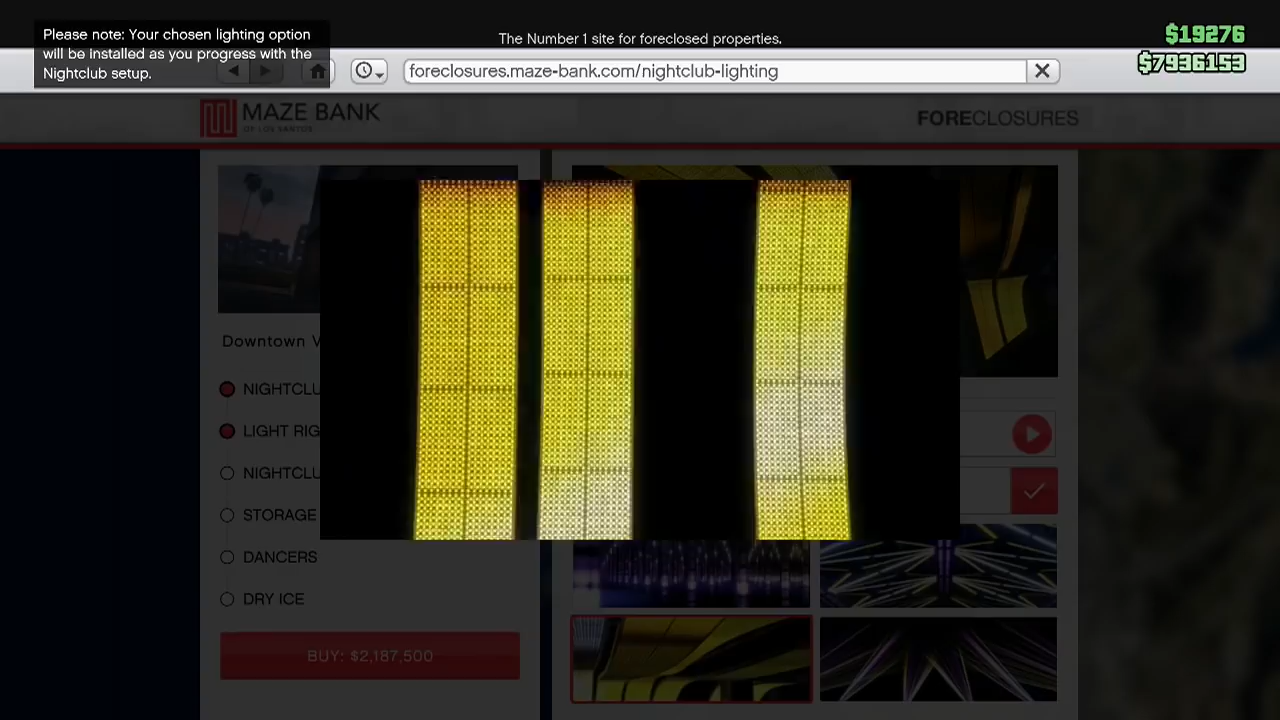 Please note: Your chosen lighting option
will be installed as you progress with the
Nightclub setup.
The Number 1 site for foreclosed properties.
$19276
$7936153
foreclosures.maze-bank.com/nightclub-lighting
MAZE BANK
OF LOS SANTOS
FORECLOSURES
Downtown V
NIGHTCLU
LIGHT RIG
NIGHTCLU
STORAGE
DANCERS
DRY ICE
BUY: $2,187,500